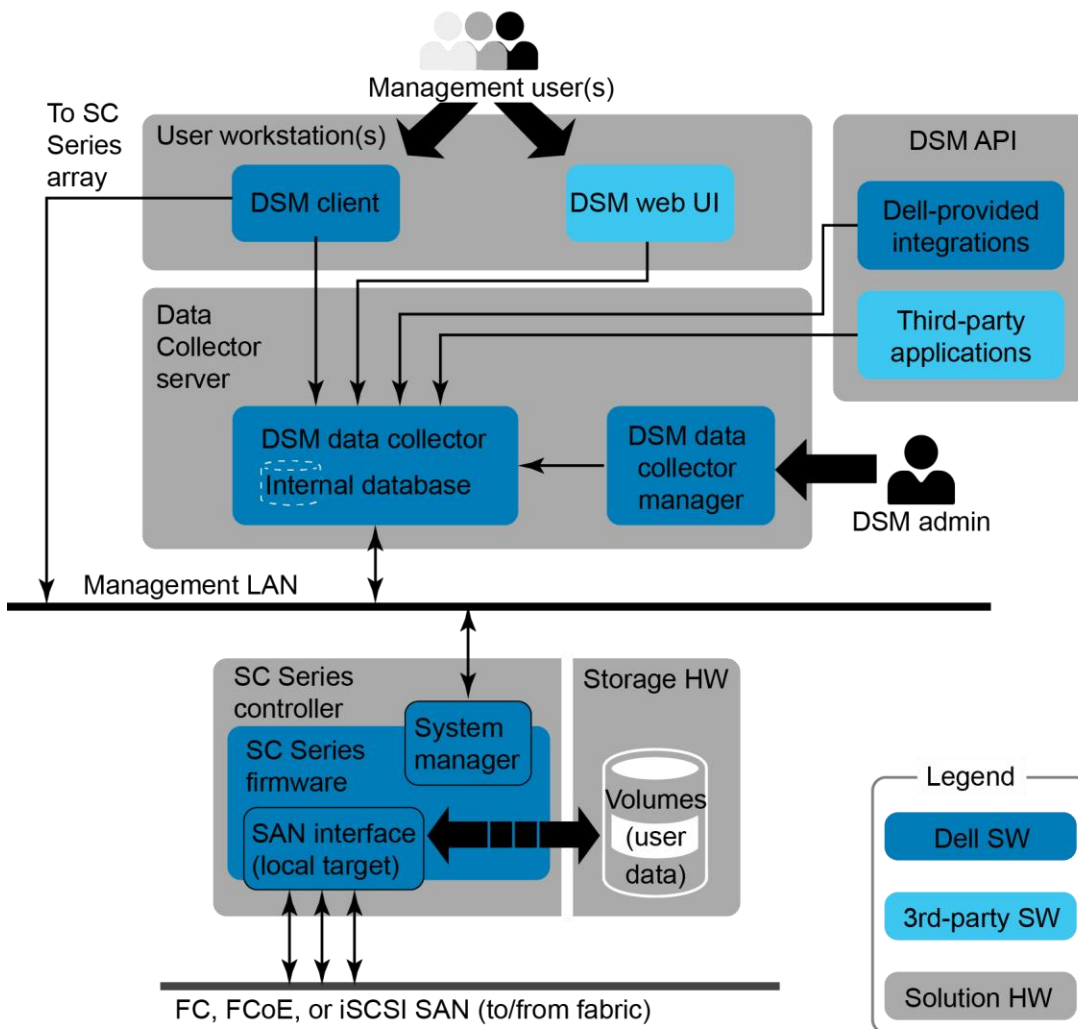 Management user(s)
To SC
Series
array
User workstation(s)
DSM client
DSM web UI
DSM API
Dell-provided
integrations
Third-party
applications
Data
Collector
server
DSM data collector
Internal database
DSM data
collector
manager
DSM admin
Management LAN
SC Series
controller
System
manager
SC Series
firmware
SAN interface
(local target)
Storage HW
Volumes
(user
data)
FC, FCoE, or iSCSI SAN (to/from fabric)
Legend
Dell SW
3rd-party SW
Solution HW